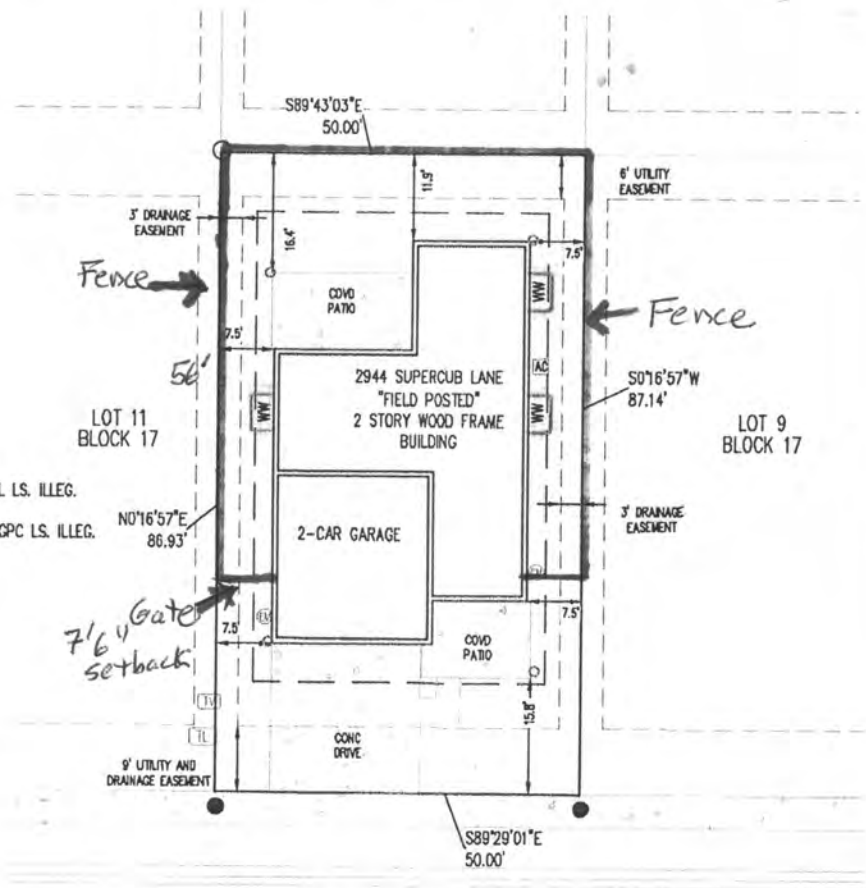 S89°43'03"E
50.00'
6' UTILITY
EASEMENT
11.9'
3' DRAINAGE
EASEMENT
16.4'
7.5'
Fence
COVD
PATIO
WW
Fence
7.5'
56'
AC
2944 SUPERCUB LANE
"FIELD POSTED"
2 STORY WOOD FRAME
BUILDING
S0°16'57"W
87.14'
WW
WW
LOT 11
BLOCK 17
LOT 9
BLOCK 17
L LS. ILLEG.
GPC LS. ILLEG.
N0°16'57"E
86.93'
2-CAR GARAGE
3' DRAINAGE
EASEMENT
Gate
7'6"
setback
7.5'
7.5'
COVD
PATIO
TV
TL
15.8'
CONC
DRIVE
9' UTILITY AND
DRAINAGE EASEMENT
S89°29'01"E
50.00'